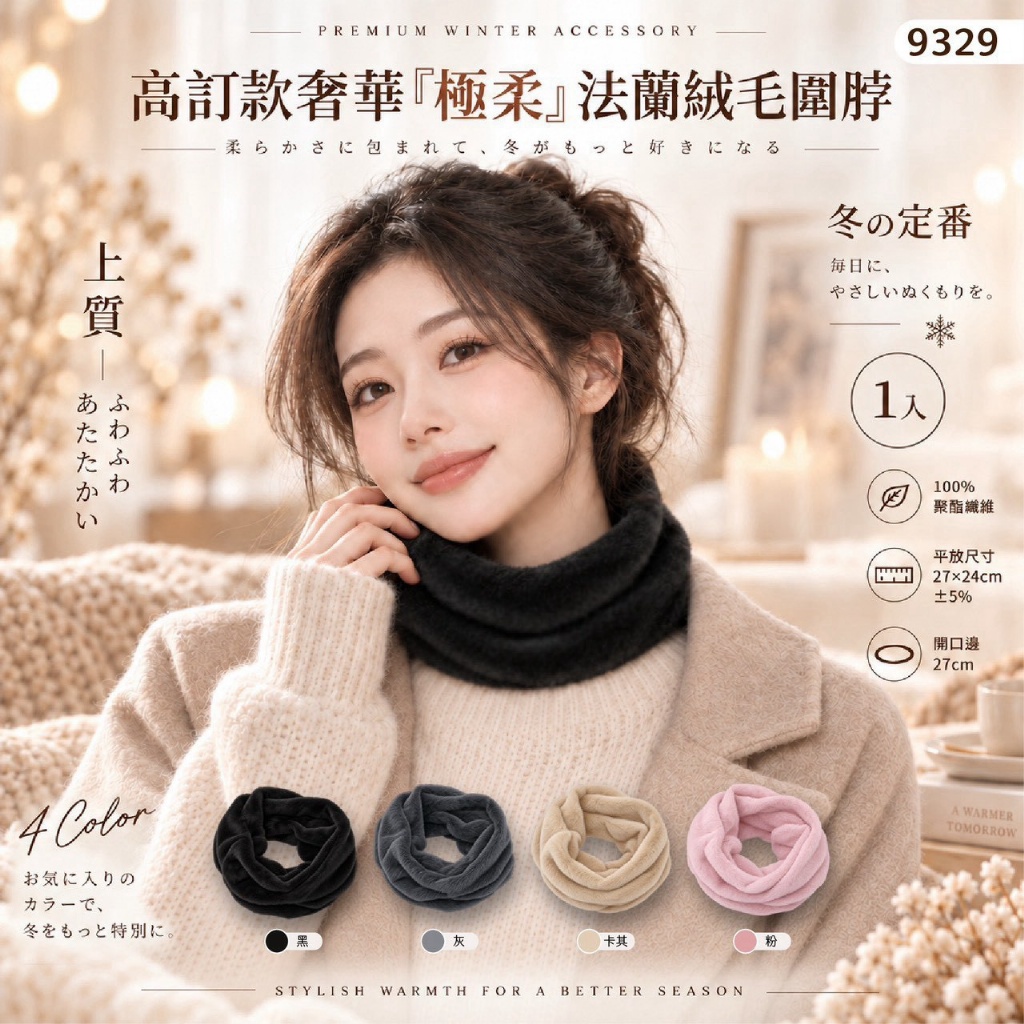 PREMIUM WINTER ACCESSORY
9329
高訂款奢華『極柔』法蘭絨毛圍脖
柔らかさに包まれて、冬がもっと好きになる
上質
ふわふわ
あたたかい
冬の定番
毎日に、
やさしいぬくもりを。
1入
100%
聚酯纖維
平放尺寸
27×24cm
±5%
開口邊
27cm
A WARMER
TOMORROW
4 Color
お気に入りの
カラーで、
冬をもっと特別に。
黑
灰
卡其
粉
STYLISH WARMTH FOR A BETTER SEASON